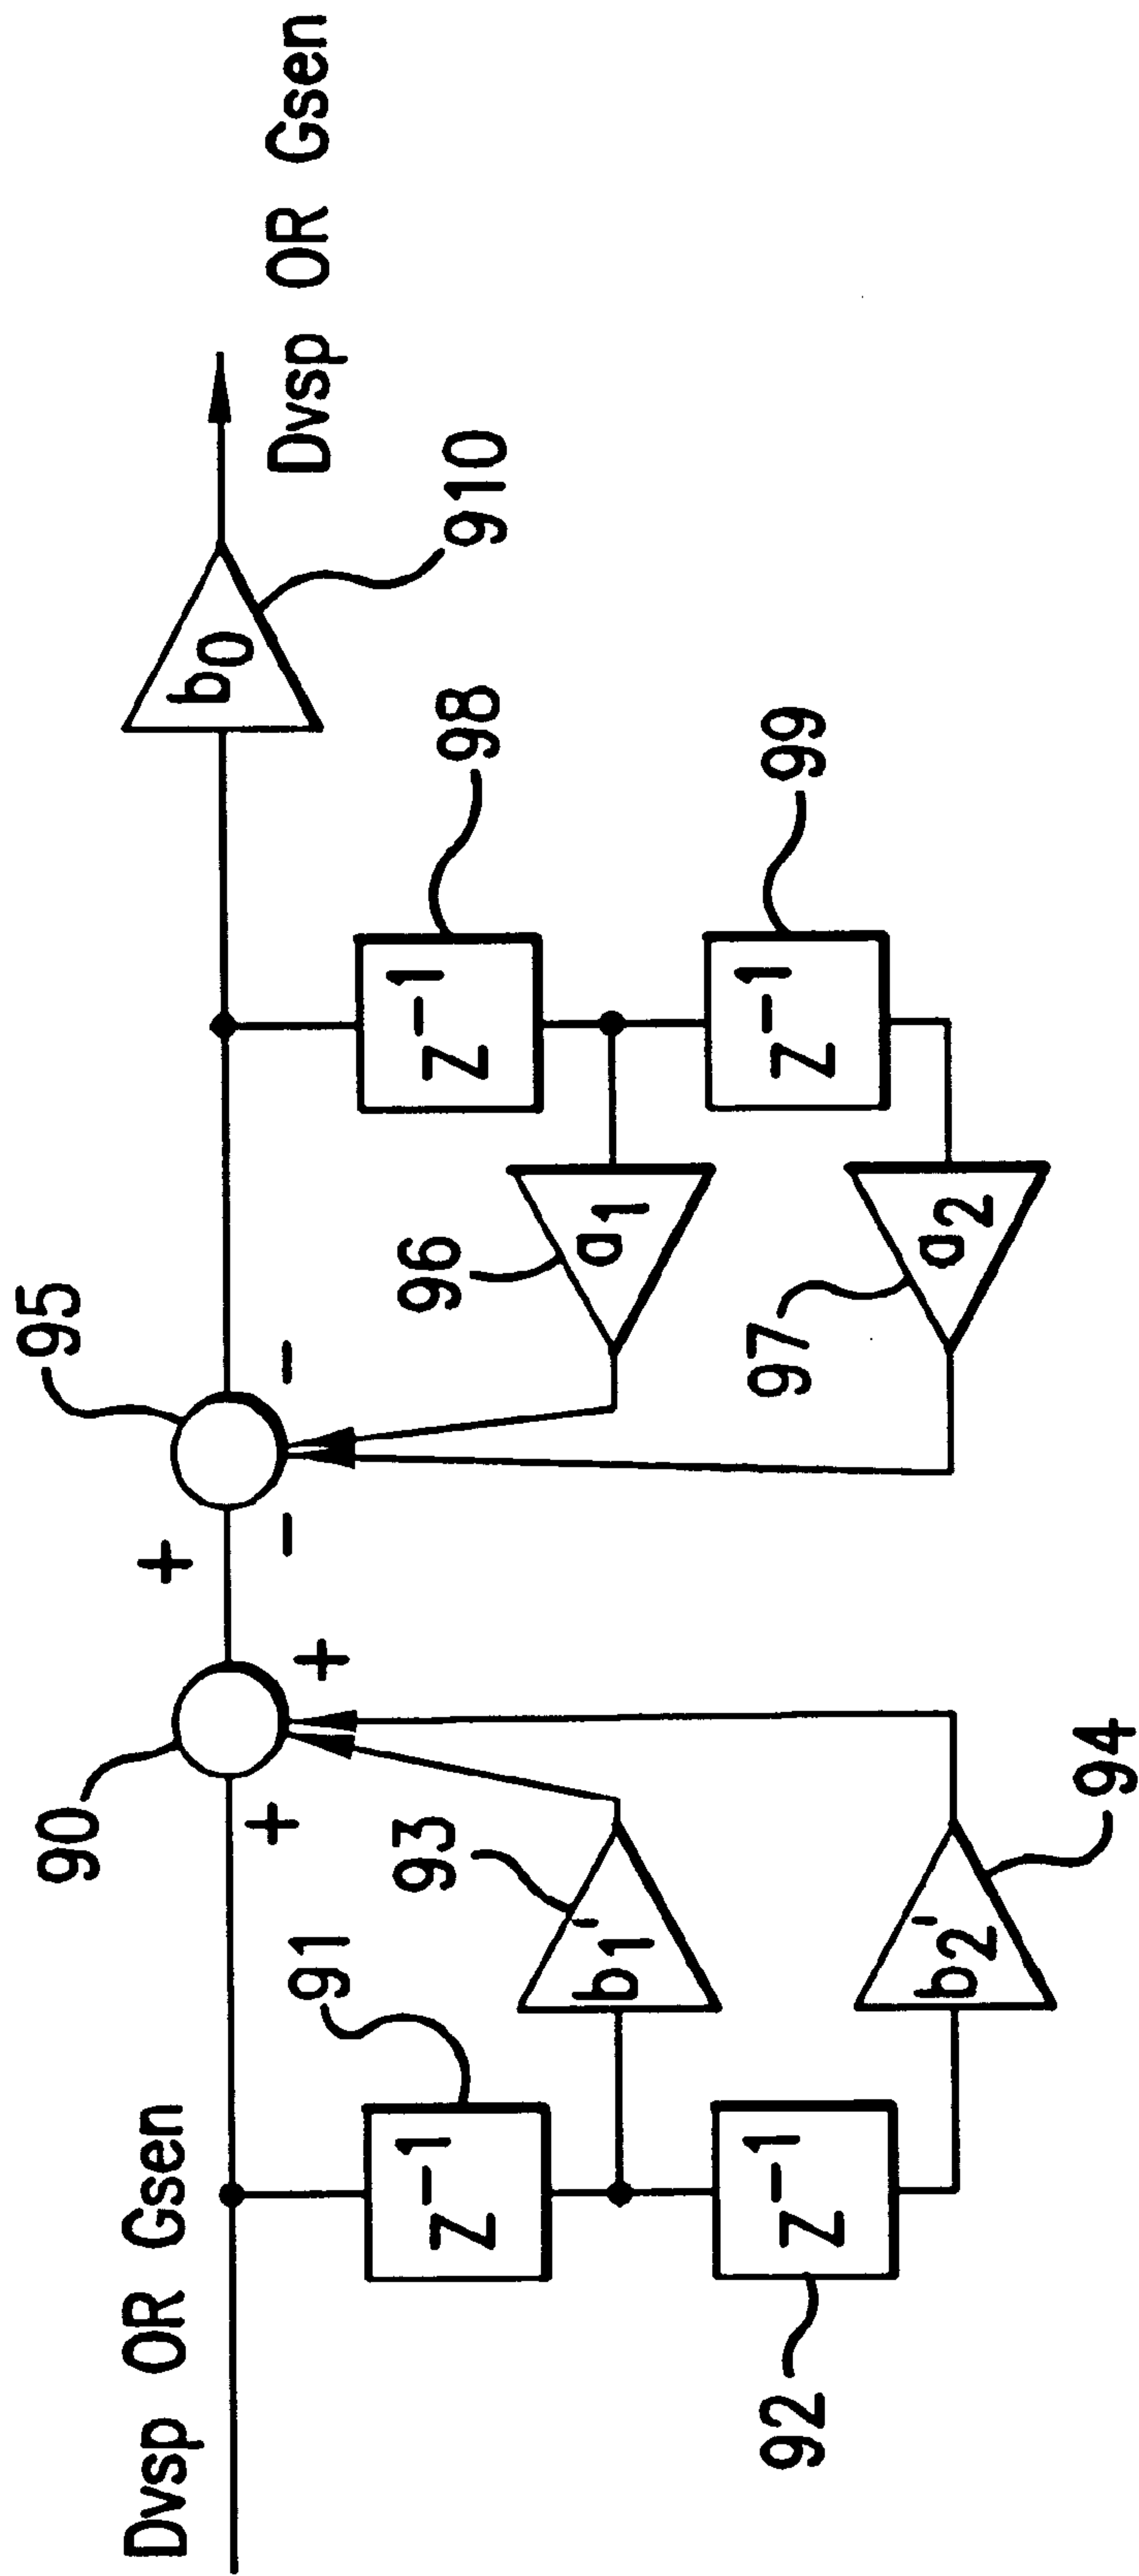 Dvsp OR Gsen
90
+
+
+
95
-
-
b0
910
Dvsp OR Gsen
91
z-1
93
b1'
92
z-1
94
b2'
96
a1
98
z-1
97
a2
99
z-1